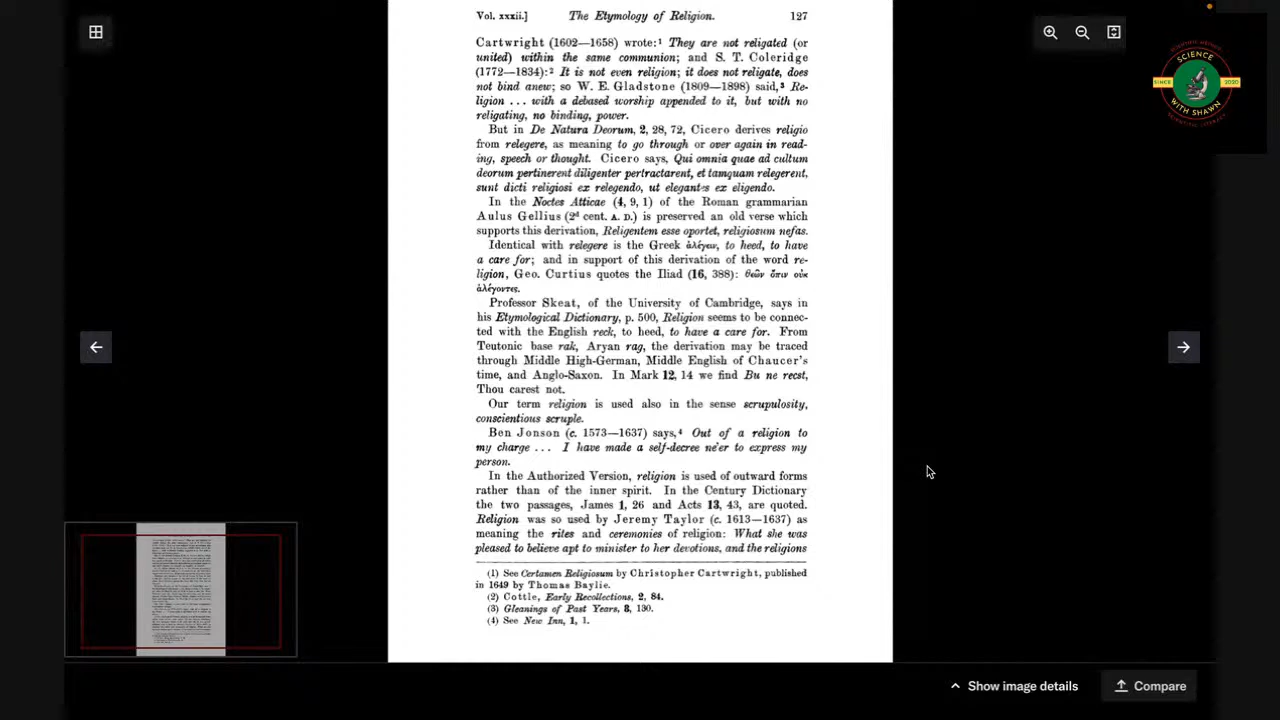 Vol. xxxii.] The Etymology of Religion. 127
Cartwright (1602—1658) wrote:¹ They are not religated (or
united) within the same communion; and S. T. Coleridge
(1772—1834):² It is not even religion; it does not religate, does
not bind anew; so W. E. Gladstone (1809—1898) said,³ Re-
ligion ... with a debased worship appended to it, but with no
religating, no binding, power.
But in De Natura Deorum, 2, 28, 72, Cicero derives religio
from relegere, as meaning to go through or over again in read-
ing, speech or thought. Cicero says, Qui omnia quae ad cultum
deorum pertinerent diligenter pertractarent, et tamquam relegerent,
sunt dicti religiosi ex relegendo, ut elegantes ex eligendo.
In the Noctes Atticae (4, 9, 1) of the Roman grammarian
Aulus Gellius (2ᵈ cent. A. D.) is preserved an old verse which
supports this derivation, Religentem esse oportet, religiosum nefas.
Identical with relegere is the Greek ἀλέγειν, to heed, to have
a care for; and in support of this derivation of the word re-
ligion, Geo. Curtius quotes the Iliad (16, 388): θεῶν ὄπιν οὐκ
ἀλέγοντες.
Professor Skeat, of the University of Cambridge, says in
his Etymological Dictionary, p. 500, Religion seems to be connec-
ted with the English reck, to heed, to have a care for. From
Teutonic base rak, Aryan rag, the derivation may be traced
through Middle High-German, Middle English of Chaucer's
time, and Anglo-Saxon. In Mark 12, 14 we find Bu ne recst,
Thou carest not.
Our term religion is used also in the sense scrupulosity,
conscientious scruple.
Ben Jonson (c. 1573—1637) says,⁴ Out of a religion to
my charge ... I have made a self-decree ne'er to express my
person.
In the Authorized Version, religion is used of outward forms
rather than of the inner spirit. In the Century Dictionary
the two passages, James 1, 26 and Acts 13, 43, are quoted.
Religion was so used by Jeremy Taylor (c. 1613—1637) as
meaning the rites and ceremonies of religion: What she was
pleased to believe apt to minister to her devotions, and the religions
(1) See Certamen Religiosum by Christopher Cartwright, published
in 1649 by Thomas Baylie.
(2) Cottle, Early Recollections, 2, 84.
(3) Gleanings of Past Years, 3, 130.
(4) See New Inn, 1, 1.
SCIENCE
SINCE 2020
WITH SHAWN
SCIENTIFIC LITERACY
Show image details
Compare